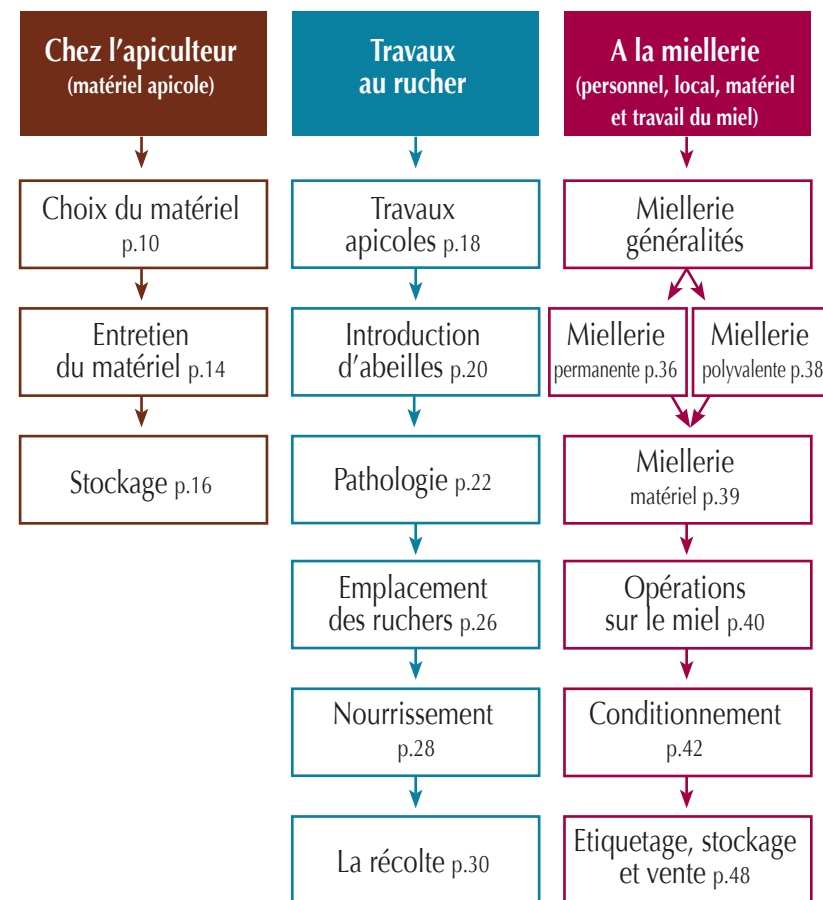 Chez l'apiculteur
(matériel apicole)
Choix du matériel
p.10
Entretien
du matériel p.14
Stockage p.16
Travaux
au rucher
Travaux
apicoles p.18
Introduction
d'abeilles p.20
Pathologie p.22
Emplacement
des ruchers p.26
Nourrissement
p.28
La récolte p.30
A la miellerie
(personnel, local, matériel
et travail du miel)
Miellerie
généralités
Miellerie
permanente p.36
Miellerie
polyvalente p.38
Miellerie
matériel p.39
Opérations
sur le miel p.40
Conditionnement
p.42
Etiquetage, stockage
et vente p.48